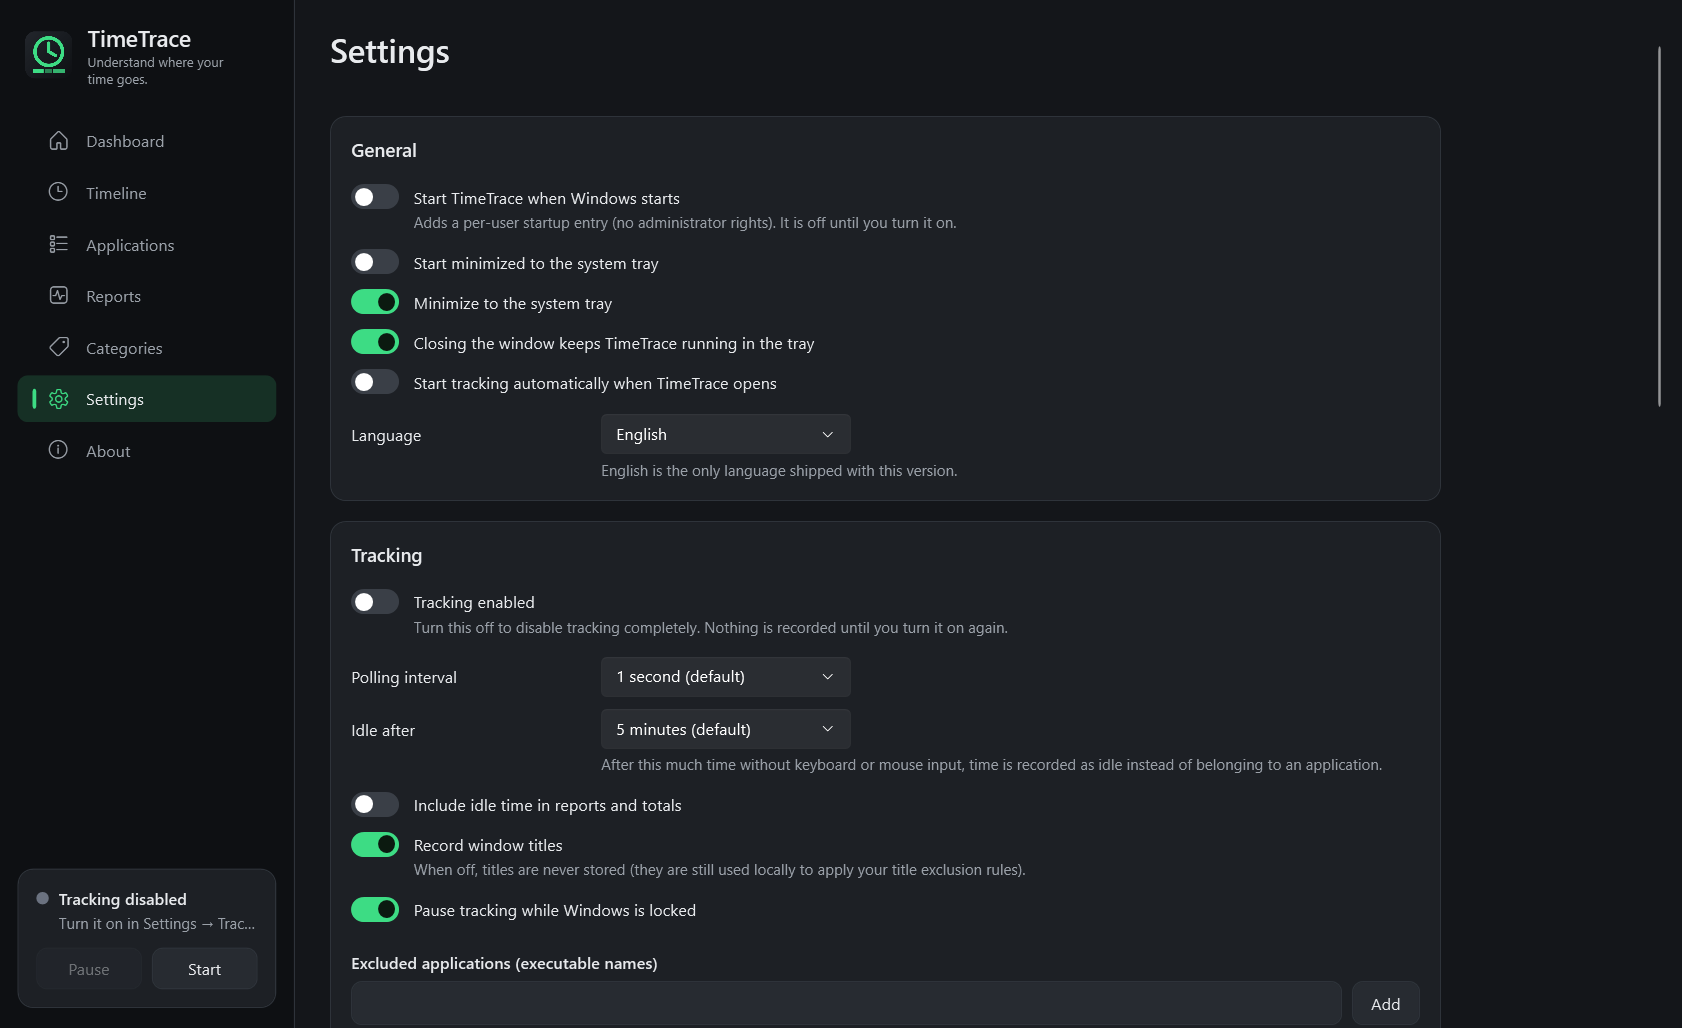 TimeTrace
Understand where your
time goes.
Dashboard
Timeline
Applications
Reports
Categories
Settings
About
Tracking disabled
Turn it on in Settings → Trac...
Pause
Start
Settings
General
Start TimeTrace when Windows starts
Adds a per-user startup entry (no administrator rights). It is off until you turn it on.
Start minimized to the system tray
Minimize to the system tray
Closing the window keeps TimeTrace running in the tray
Start tracking automatically when TimeTrace opens
Language
English
English is the only language shipped with this version.
Tracking
Tracking enabled
Turn this off to disable tracking completely. Nothing is recorded until you turn it on again.
Polling interval
1 second (default)
Idle after
5 minutes (default)
After this much time without keyboard or mouse input, time is recorded as idle instead of belonging to an application.
Include idle time in reports and totals
Record window titles
When off, titles are never stored (they are still used locally to apply your title exclusion rules).
Pause tracking while Windows is locked
Excluded applications (executable names)
Add